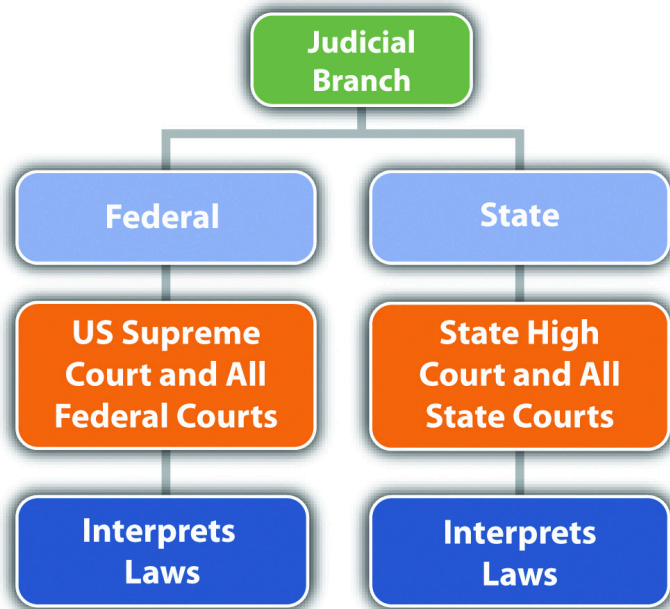 Judicial
Branch
Federal
State
US Supreme
Court and All
Federal Courts
State High
Court and All
State Courts
Interprets
Laws
Interprets
Laws